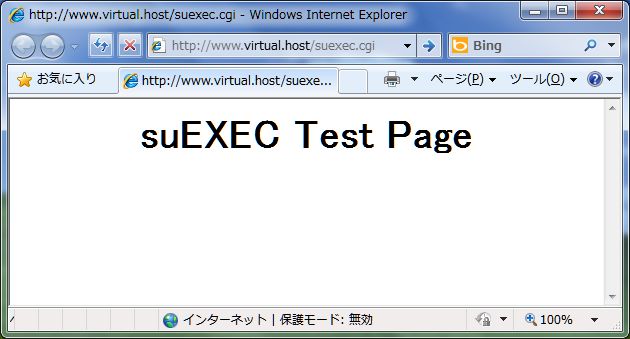 http://www.virtual.host/suexec.cgi - Windows Internet Explorer
http://www.virtual.host/suexec.cgi
Bing
お気に入り
http://www.virtual.host/suexe...
ページ(P)
ツール(O)
suEXEC Test Page
インターネット | 保護モード: 無効
100%